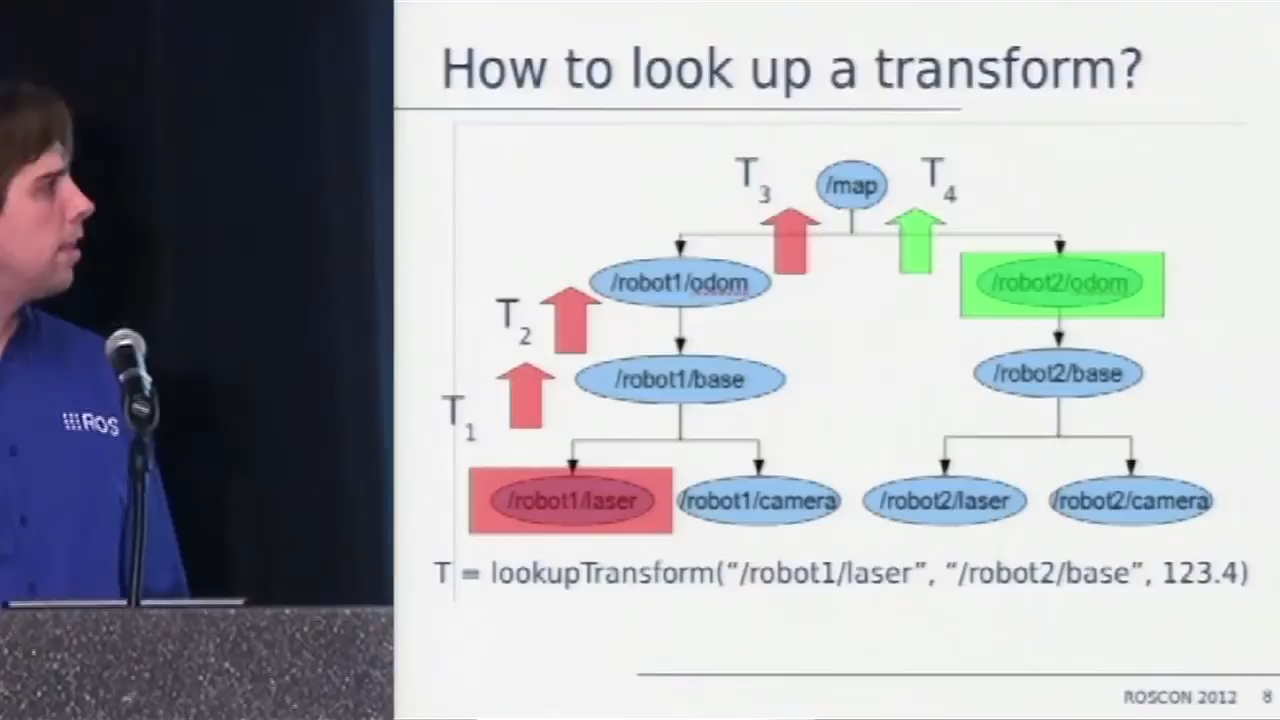 How to look up a transform?
T3
/map
T4
/robot1/odom
/robot2/odom
T2
/robot1/base
/robot2/base
T1
/robot1/laser
/robot1/camera
/robot2/laser
/robot2/camera
T = lookupTransform(“/robot1/laser”, “/robot2/base”, 123.4)
ROS
ROSCON 2012 8